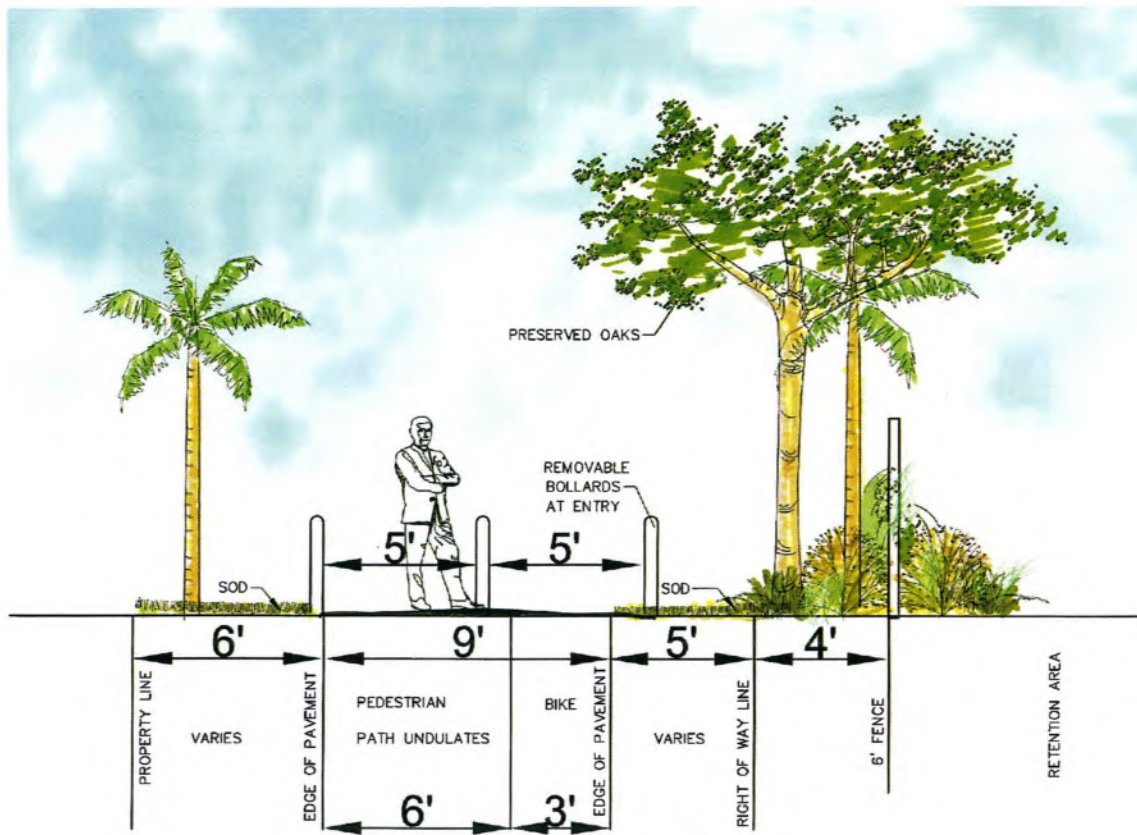 PRESERVED OAKS
REMOVABLE
BOLLARDS
AT ENTRY
5'
5'
SOD
SOD
6'
9'
5'
4'
PROPERTY LINE
VARIES
EDGE OF PAVEMENT
PEDESTRIAN
PATH UNDULATES
BIKE
EDGE OF PAVEMENT
VARIES
RIGHT OF WAY LINE
6' FENCE
RETENTION AREA
6'
3'